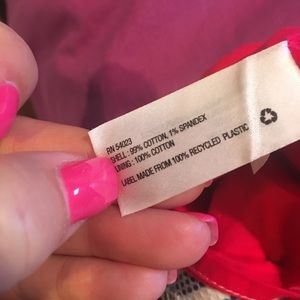 RN 54023
SHELL: 99% COTTON, 1% SPANDEX
LINING: 100% COTTON
LABEL MADE FROM 100% RECYCLED PLASTIC